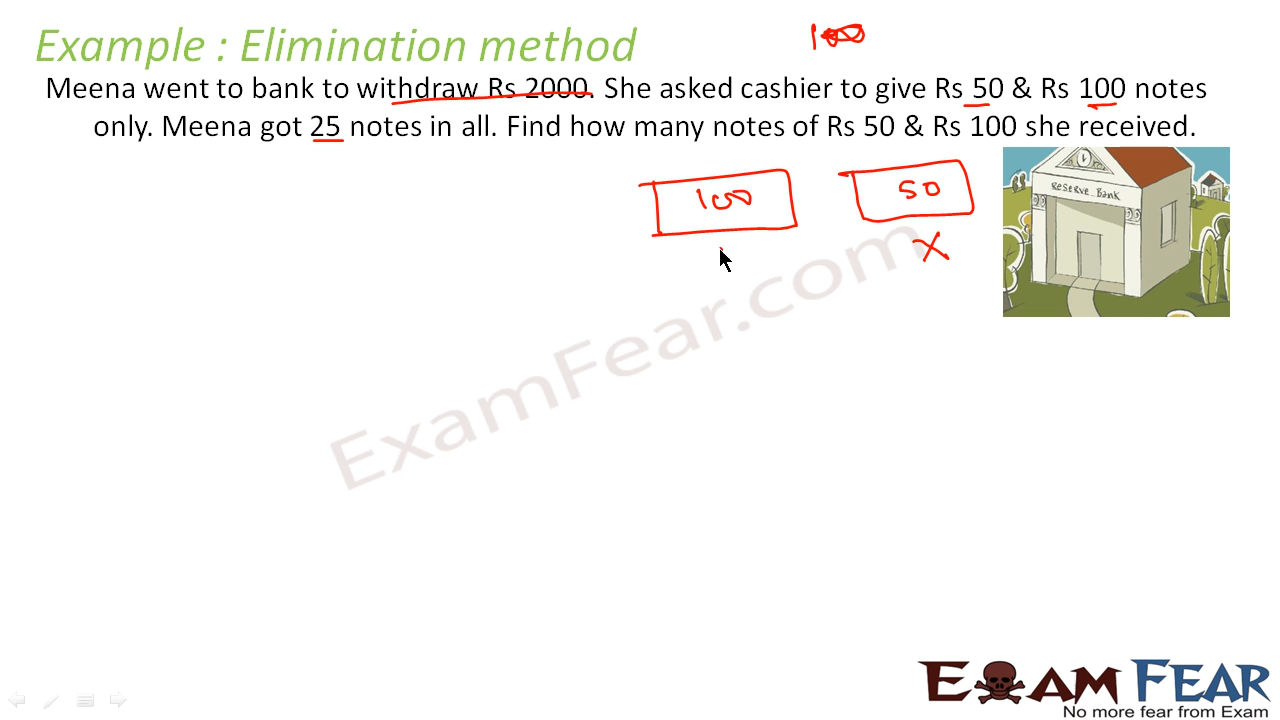 Example : Elimination method
100
Meena went to bank to withdraw Rs 2000. She asked cashier to give Rs 50 & Rs 100 notes
only. Meena got 25 notes in all. Find how many notes of Rs 50 & Rs 100 she received.
100 50
x
Reserve Bank
ExamFear.com
EXAM FEAR
No more fear from Exam